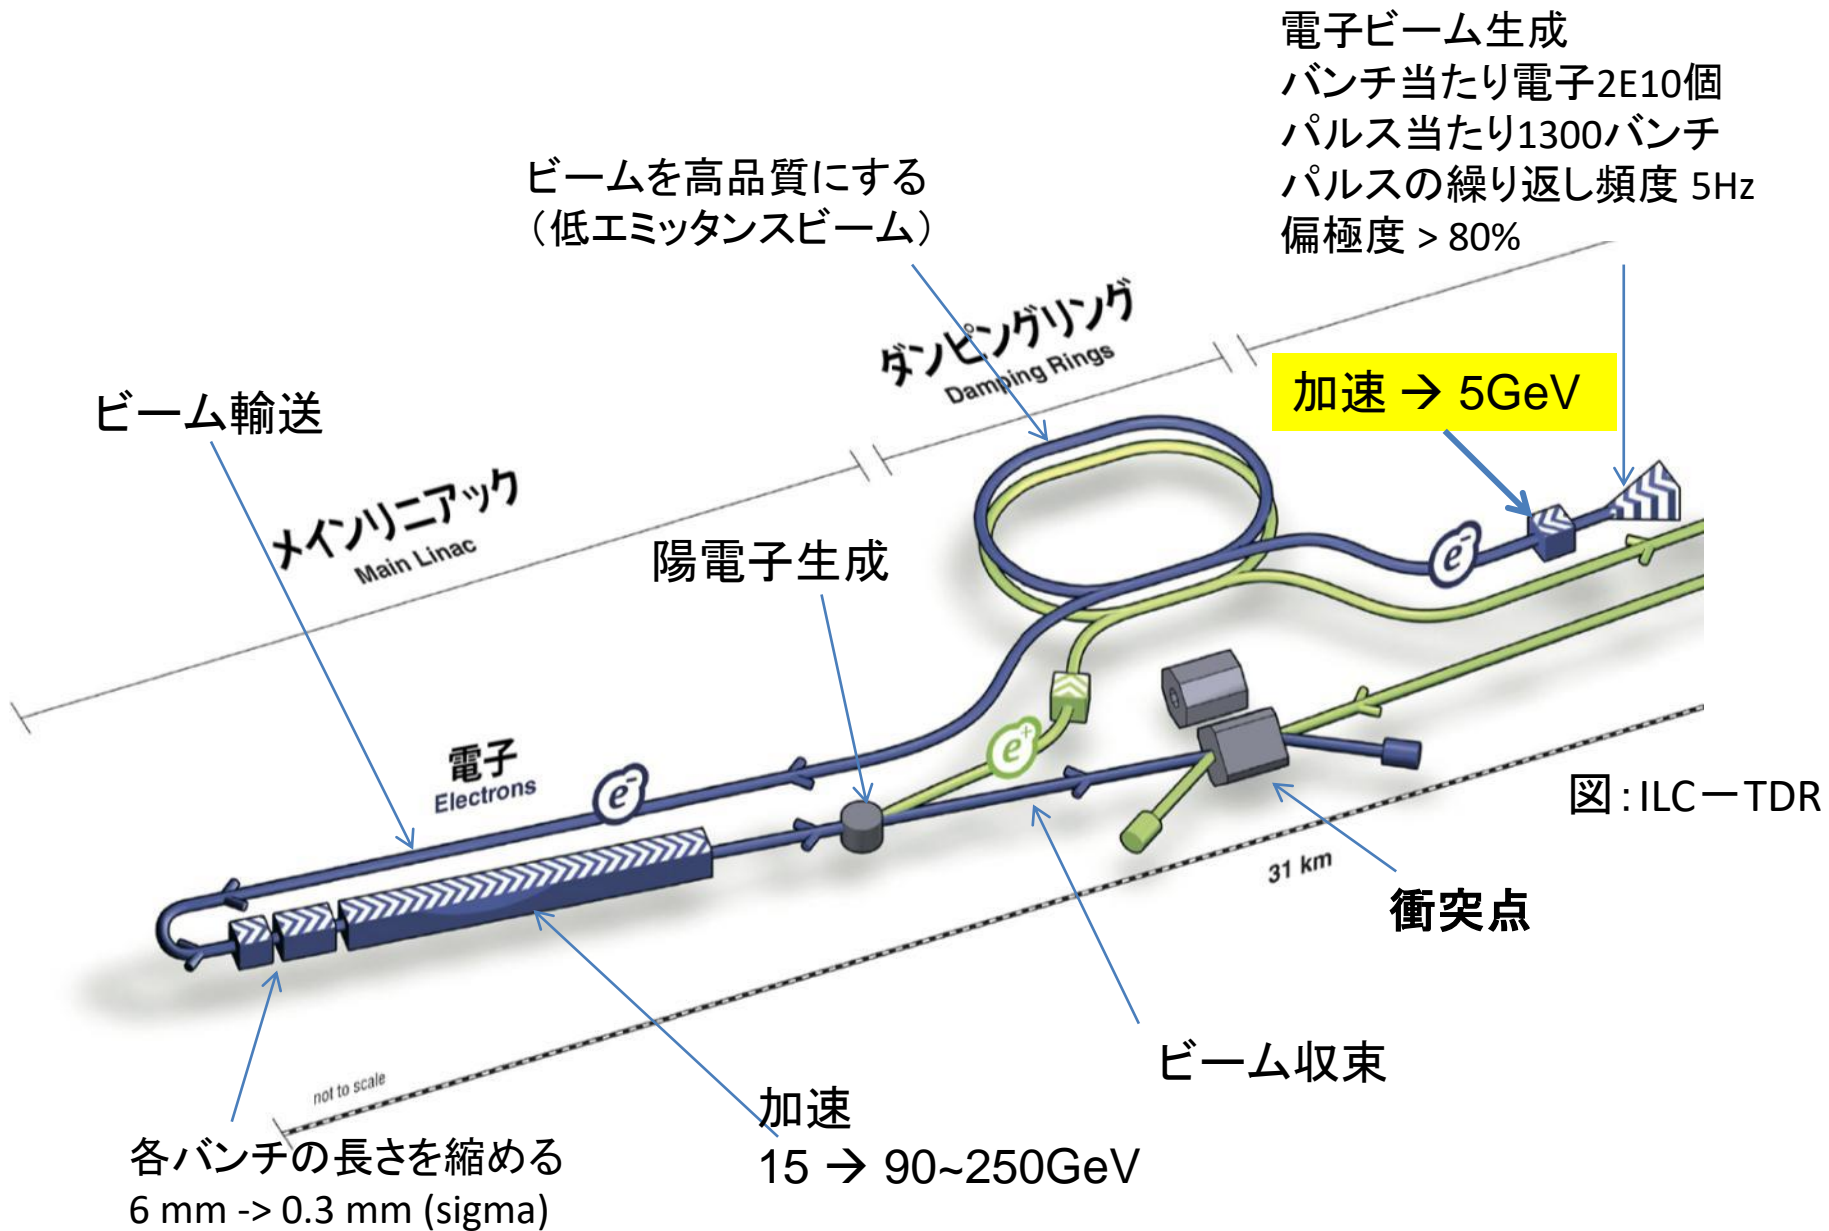 電子ビーム生成
バンチ当たり電子2E10個
パルス当たり1300バンチ
パルスの繰り返し頻度 5Hz
偏極度 > 80%
ビームを高品質にする
（低エミッタンスビーム）
ダンピングリング
Damping Rings
加速 → 5GeV
ビーム輸送
メインリニアック
Main Linac
陽電子生成
e⁻
e⁺
電子
Electrons
e⁻
図：ILC－TDR
31 km
衝突点
ビーム収束
not to scale
加速
15 → 90~250GeV
各バンチの長さを縮める
6 mm -> 0.3 mm (sigma)